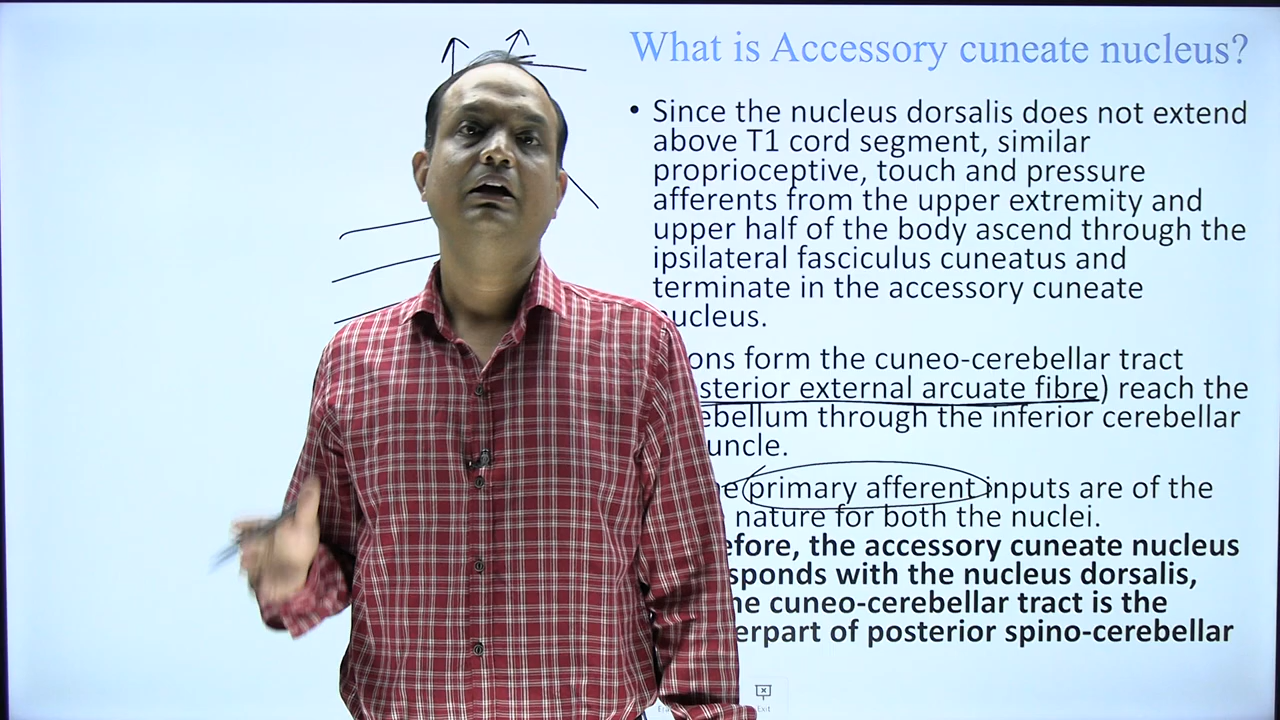 What is Accessory cuneate nucleus?
• Since the nucleus dorsalis does not extend
above T1 cord segment, similar
proprioceptive, touch and pressure
afferents from the upper extremity and
upper half of the body ascend through the
ipsilateral fasciculus cuneatus and
terminate in the accessory cuneate
nucleus.
ons form the cuneo-cerebellar tract
sterior external arcuate fibre) reach the
ebellum through the inferior cerebellar
uncle.
e primary afferent inputs are of the
nature for both the nuclei.
efore, the accessory cuneate nucleus
sponds with the nucleus dorsalis,
he cuneo-cerebellar tract is the
erpart of posterior spino-cerebellar
Exit